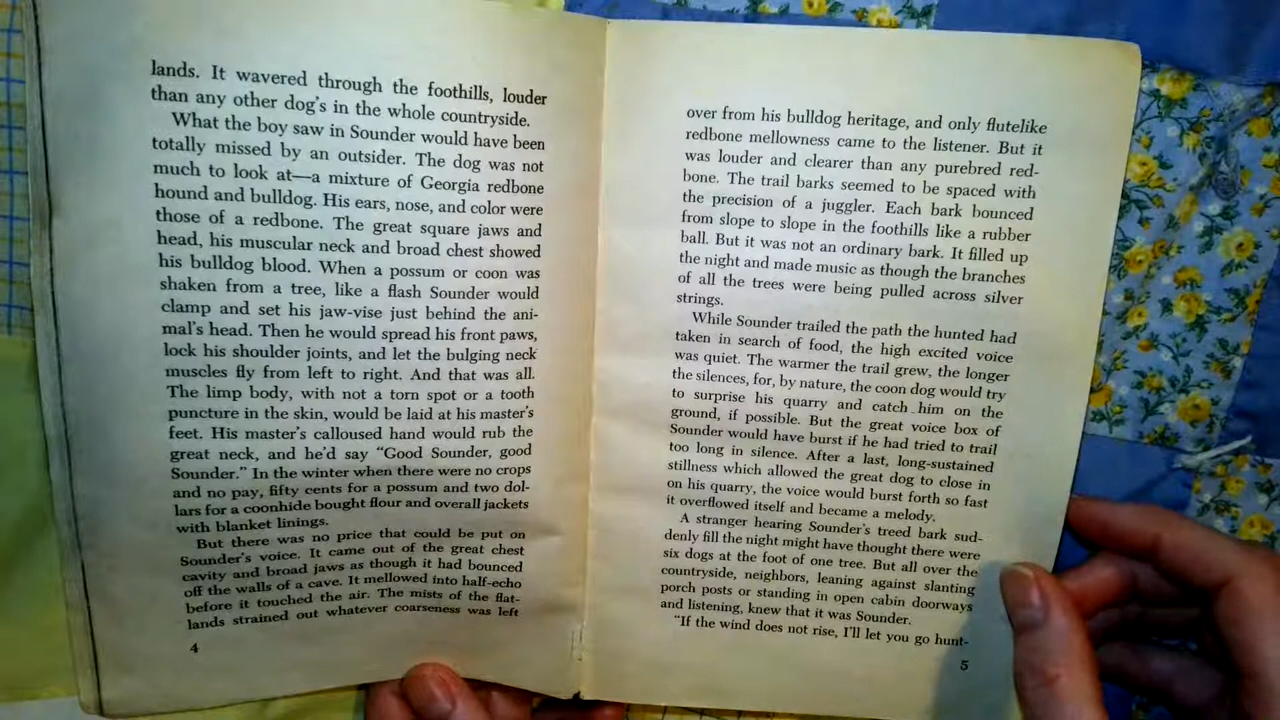 lands. It wavered through the foothills, louder
than any other dog's in the whole countryside.
What the boy saw in Sounder would have been
totally missed by an outsider. The dog was not
much to look at—a mixture of Georgia redbone
hound and bulldog. His ears, nose, and color were
those of a redbone. The great square jaws and
head, his muscular neck and broad chest showed
his bulldog blood. When a possum or coon was
shaken from a tree, like a flash Sounder would
clamp and set his jaw-vise just behind the ani-
mal's head. Then he would spread his front paws,
lock his shoulder joints, and let the bulging neck
muscles fly from left to right. And that was all.
The limp body, with not a torn spot or a tooth
puncture in the skin, would be laid at his master's
feet. His master's calloused hand would rub the
great neck, and he'd say "Good Sounder, good
Sounder." In the winter when there were no crops
and no pay, fifty cents for a possum and two dol-
lars for a coonhide bought flour and overall jackets
with blanket linings.
But there was no price that could be put on
Sounder's voice. It came out of the great chest
cavity and broad jaws as though it had bounced
off the walls of a cave. It mellowed into half-echo
before it touched the air. The mists of the flat-
lands strained out whatever coarseness was left
4
over from his bulldog heritage, and only flutelike
redbone mellowness came to the listener. But it
was louder and clearer than any purebred red-
bone. The trail barks seemed to be spaced with
the precision of a juggler. Each bark bounced
from slope to slope in the foothills like a rubber
ball. But it was not an ordinary bark. It filled up
the night and made music as though the branches
of all the trees were being pulled across silver
strings.
While Sounder trailed the path the hunted had
taken in search of food, the high excited voice
was quiet. The warmer the trail grew, the longer
the silences, for, by nature, the coon dog would try
to surprise his quarry and catch him on the
ground, if possible. But the great voice box of
Sounder would have burst if he had tried to trail
too long in silence. After a last, long-sustained
stillness which allowed the great dog to close in
on his quarry, the voice would burst forth so fast
it overflowed itself and became a melody.
A stranger hearing Sounder's treed bark sud-
denly fill the night might have thought there were
six dogs at the foot of one tree. But all over the
countryside, neighbors, leaning against slanting
porch posts or standing in open cabin doorways
and listening, knew that it was Sounder.
"If the wind does not rise, I'll let you go hunt-
5